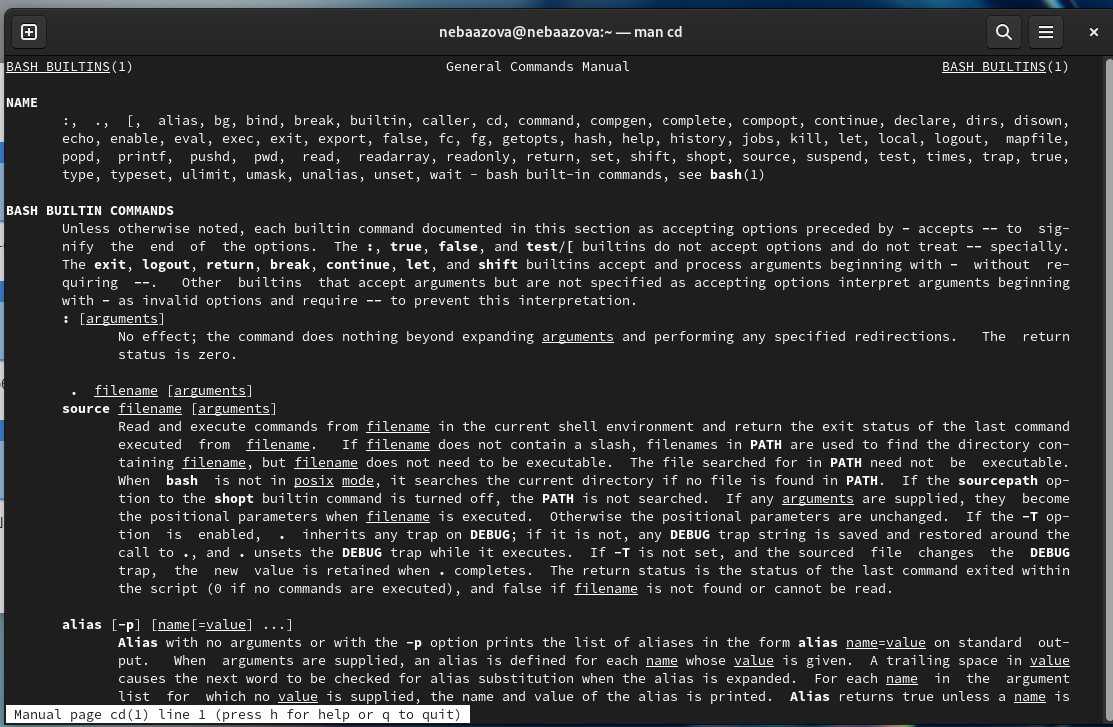 nebaazova@nebaazova:~ — man cd
BASH_BUILTINS(1) General Commands Manual BASH_BUILTINS(1)
NAME
:, ., [, alias, bg, bind, break, builtin, caller, cd, command, compgen, complete, compopt, continue, declare, dirs, disown,
echo, enable, eval, exec, exit, export, false, fc, fg, getopts, hash, help, history, jobs, kill, let, local, logout, mapfile,
popd, printf, pushd, pwd, read, readarray, readonly, return, set, shift, shopt, source, suspend, test, times, trap, true,
type, typeset, ulimit, umask, unalias, unset, wait - bash built-in commands, see bash(1)
BASH BUILTIN COMMANDS
Unless otherwise noted, each builtin command documented in this section as accepting options preceded by - accepts -- to sig-
nify the end of the options. The :, true, false, and test/[ builtins do not accept options and do not treat -- specially.
The exit, logout, return, break, continue, let, and shift builtins accept and process arguments beginning with - without re-
quiring --. Other builtins that accept arguments but are not specified as accepting options interpret arguments beginning
with - as invalid options and require -- to prevent this interpretation.
: [arguments]
No effect; the command does nothing beyond expanding arguments and performing any specified redirections. The return
status is zero.
. filename [arguments]
source filename [arguments]
Read and execute commands from filename in the current shell environment and return the exit status of the last command
executed from filename. If filename does not contain a slash, filenames in PATH are used to find the directory con-
taining filename, but filename does not need to be executable. The file searched for in PATH need not be executable.
When bash is not in posix mode, it searches the current directory if no file is found in PATH. If the sourcepath op-
tion to the shopt builtin command is turned off, the PATH is not searched. If any arguments are supplied, they become
the positional parameters when filename is executed. Otherwise the positional parameters are unchanged. If the -T op-
tion is enabled, . inherits any trap on DEBUG; if it is not, any DEBUG trap string is saved and restored around the
call to ., and . unsets the DEBUG trap while it executes. If -T is not set, and the sourced file changes the DEBUG
trap, the new value is retained when . completes. The return status is the status of the last command exited within
the script (0 if no commands are executed), and false if filename is not found or cannot be read.
alias [-p] [name[=value] ...]
Alias with no arguments or with the -p option prints the list of aliases in the form alias name=value on standard out-
put. When arguments are supplied, an alias is defined for each name whose value is given. A trailing space in value
causes the next word to be checked for alias substitution when the alias is expanded. For each name in the argument
list for which no value is supplied, the name and value of the alias is printed. Alias returns true unless a name is
Manual page cd(1) line 1 (press h for help or q to quit)